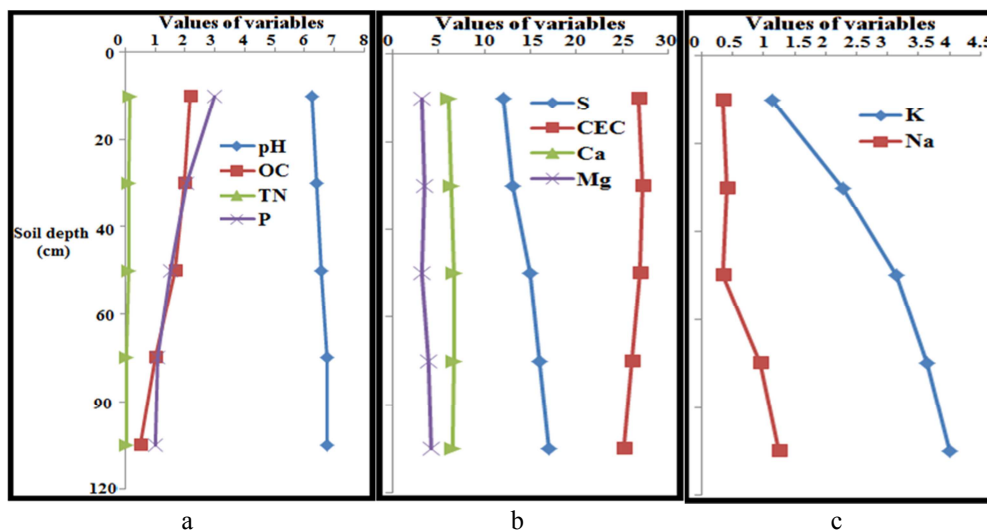 Values of variables
0 1 2 3 4 5 6 7 8
0
20
40
60
90
120
Soil depth
(cm)
pH
OC
TN
P
a
Values of variables
0 5 10 15 20 25 30
S
CEC
Ca
Mg
b
Values of variables
0 0.5 1 1.5 2 2.5 3 3.5 4 4.5
K
Na
c